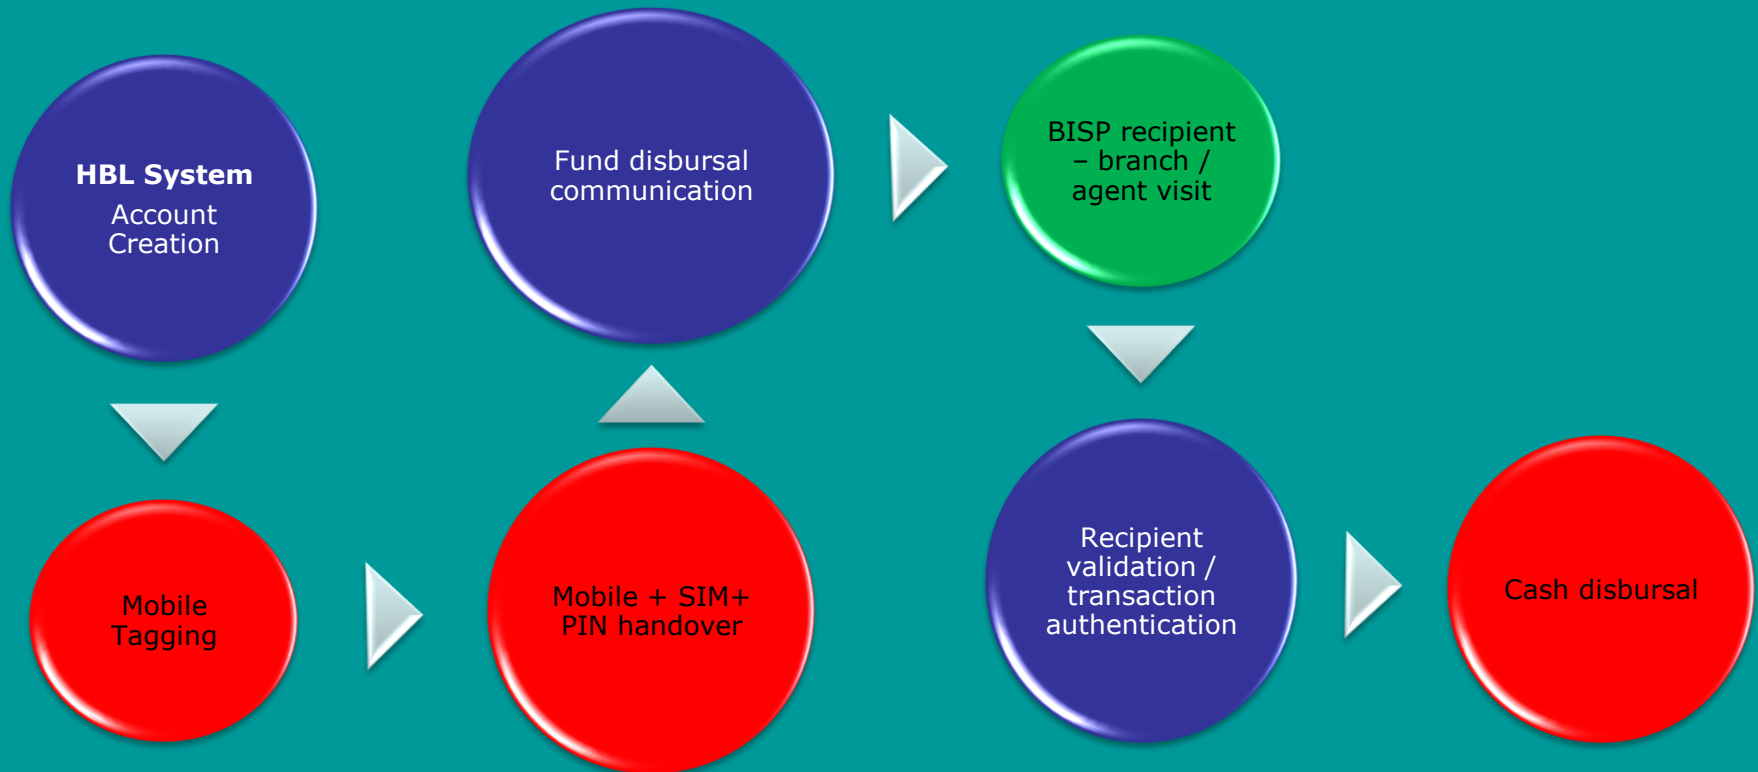 HBL System
Account
Creation
Mobile
Tagging
Mobile + SIM+
PIN handover
Fund disbursal
communication
BISP recipient
– branch /
agent visit
Recipient
validation /
transaction
authentication
Cash disbursal